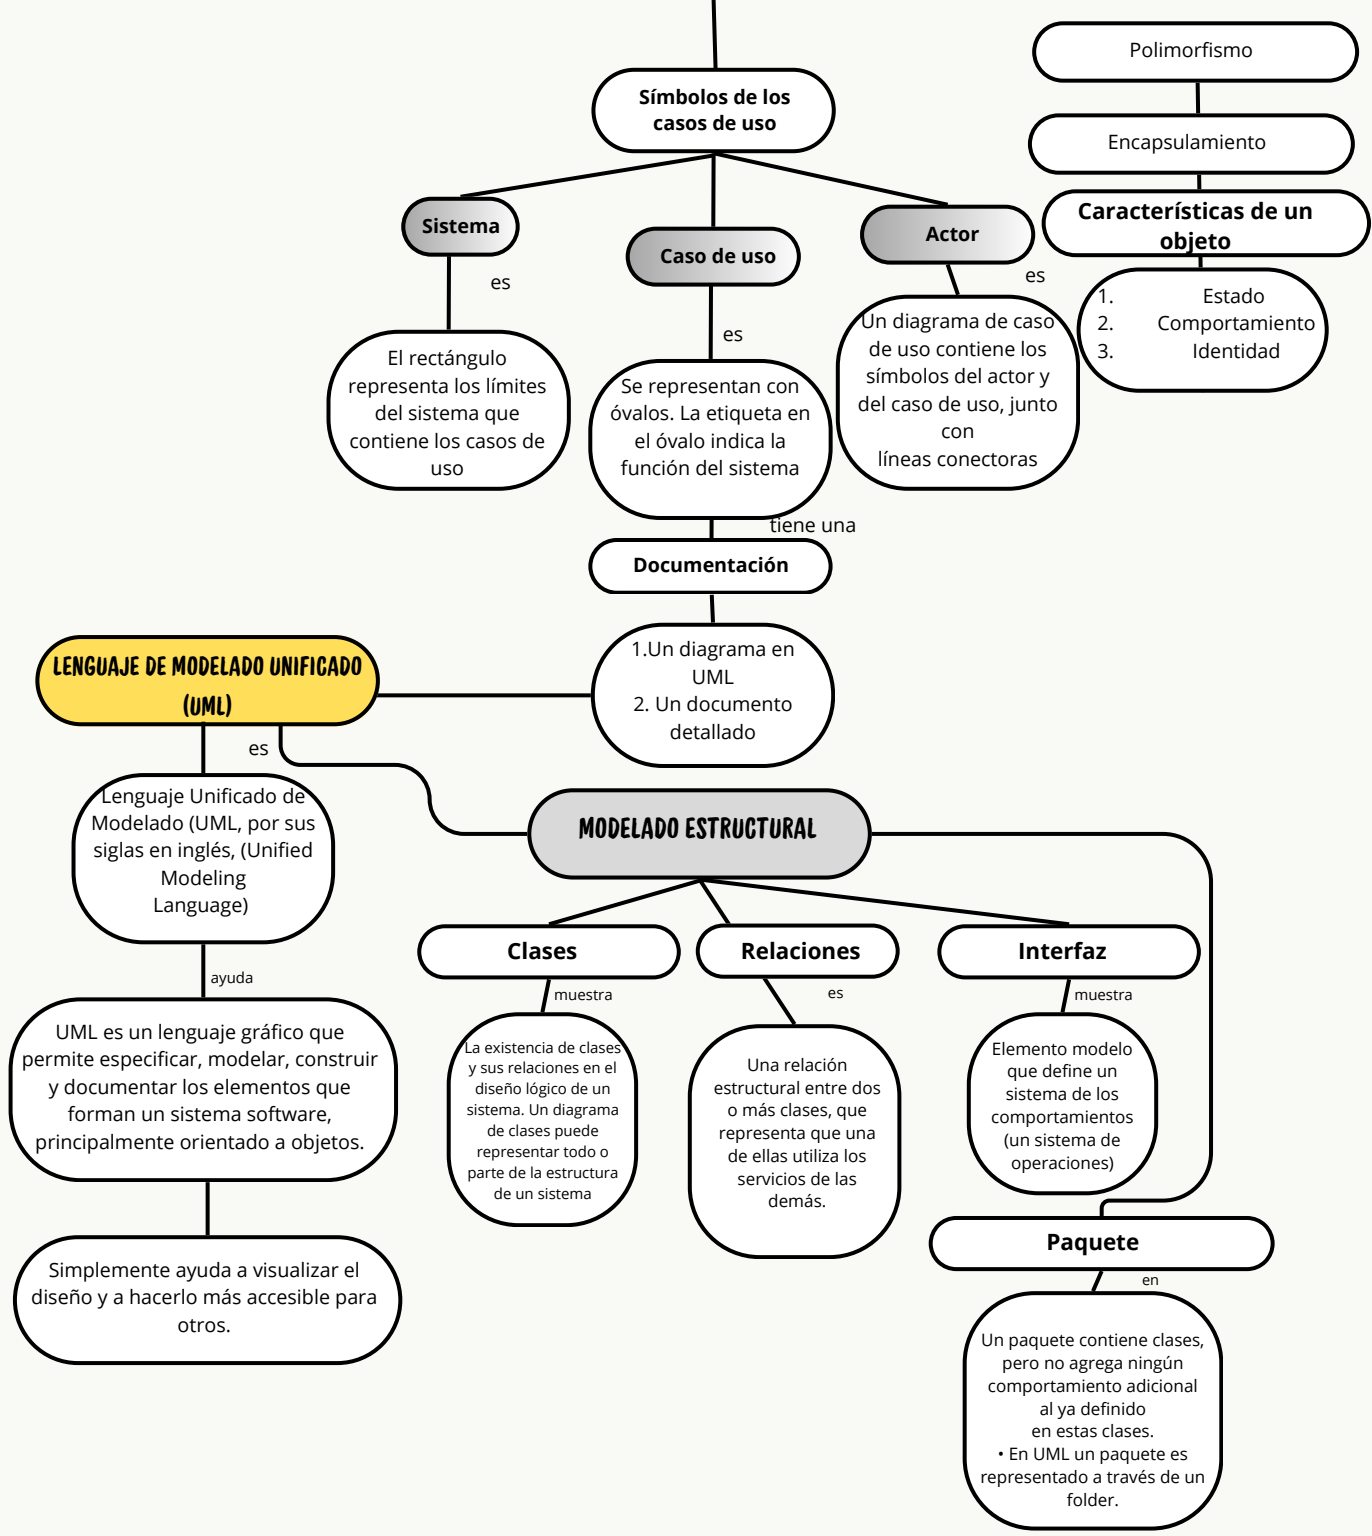 Polimorfismo
Encapsulamiento
Características de un
objeto
1. Estado
2. Comportamiento
3. Identidad
Símbolos de los
casos de uso
Sistema
es
El rectángulo
representa los límites
del sistema que
contiene los casos de
uso
Caso de uso
es
Se representan con
óvalos. La etiqueta en
el óvalo indica la
función del sistema
Actor
es
Un diagrama de caso
de uso contiene los
símbolos del actor y
del caso de uso, junto
con
líneas conectoras
tiene una
Documentación
1.Un diagrama en
UML
2. Un documento
detallado
LENGUAJE DE MODELADO UNIFICADO
(UML)
es
Lenguaje Unificado de
Modelado (UML, por sus
siglas en inglés, (Unified
Modeling
Language)
ayuda
UML es un lenguaje gráfico que
permite especificar, modelar, construir
y documentar los elementos que
forman un sistema software,
principalmente orientado a objetos.
Simplemente ayuda a visualizar el
diseño y a hacerlo más accesible para
otros.
MODELADO ESTRUCTURAL
Clases
muestra
La existencia de clases
y sus relaciones en el
diseño lógico de un
sistema. Un diagrama
de clases puede
representar todo o
parte de la estructura
de un sistema
Relaciones
es
Una relación
estructural entre dos
o más clases, que
representa que una
de ellas utiliza los
servicios de las
demás.
Interfaz
muestra
Elemento modelo
que define un
sistema de los
comportamientos
(un sistema de
operaciones)
Paquete
en
Un paquete contiene clases,
pero no agrega ningún
comportamiento adicional
al ya definido
en estas clases.
• En UML un paquete es
representado a través de un
folder.